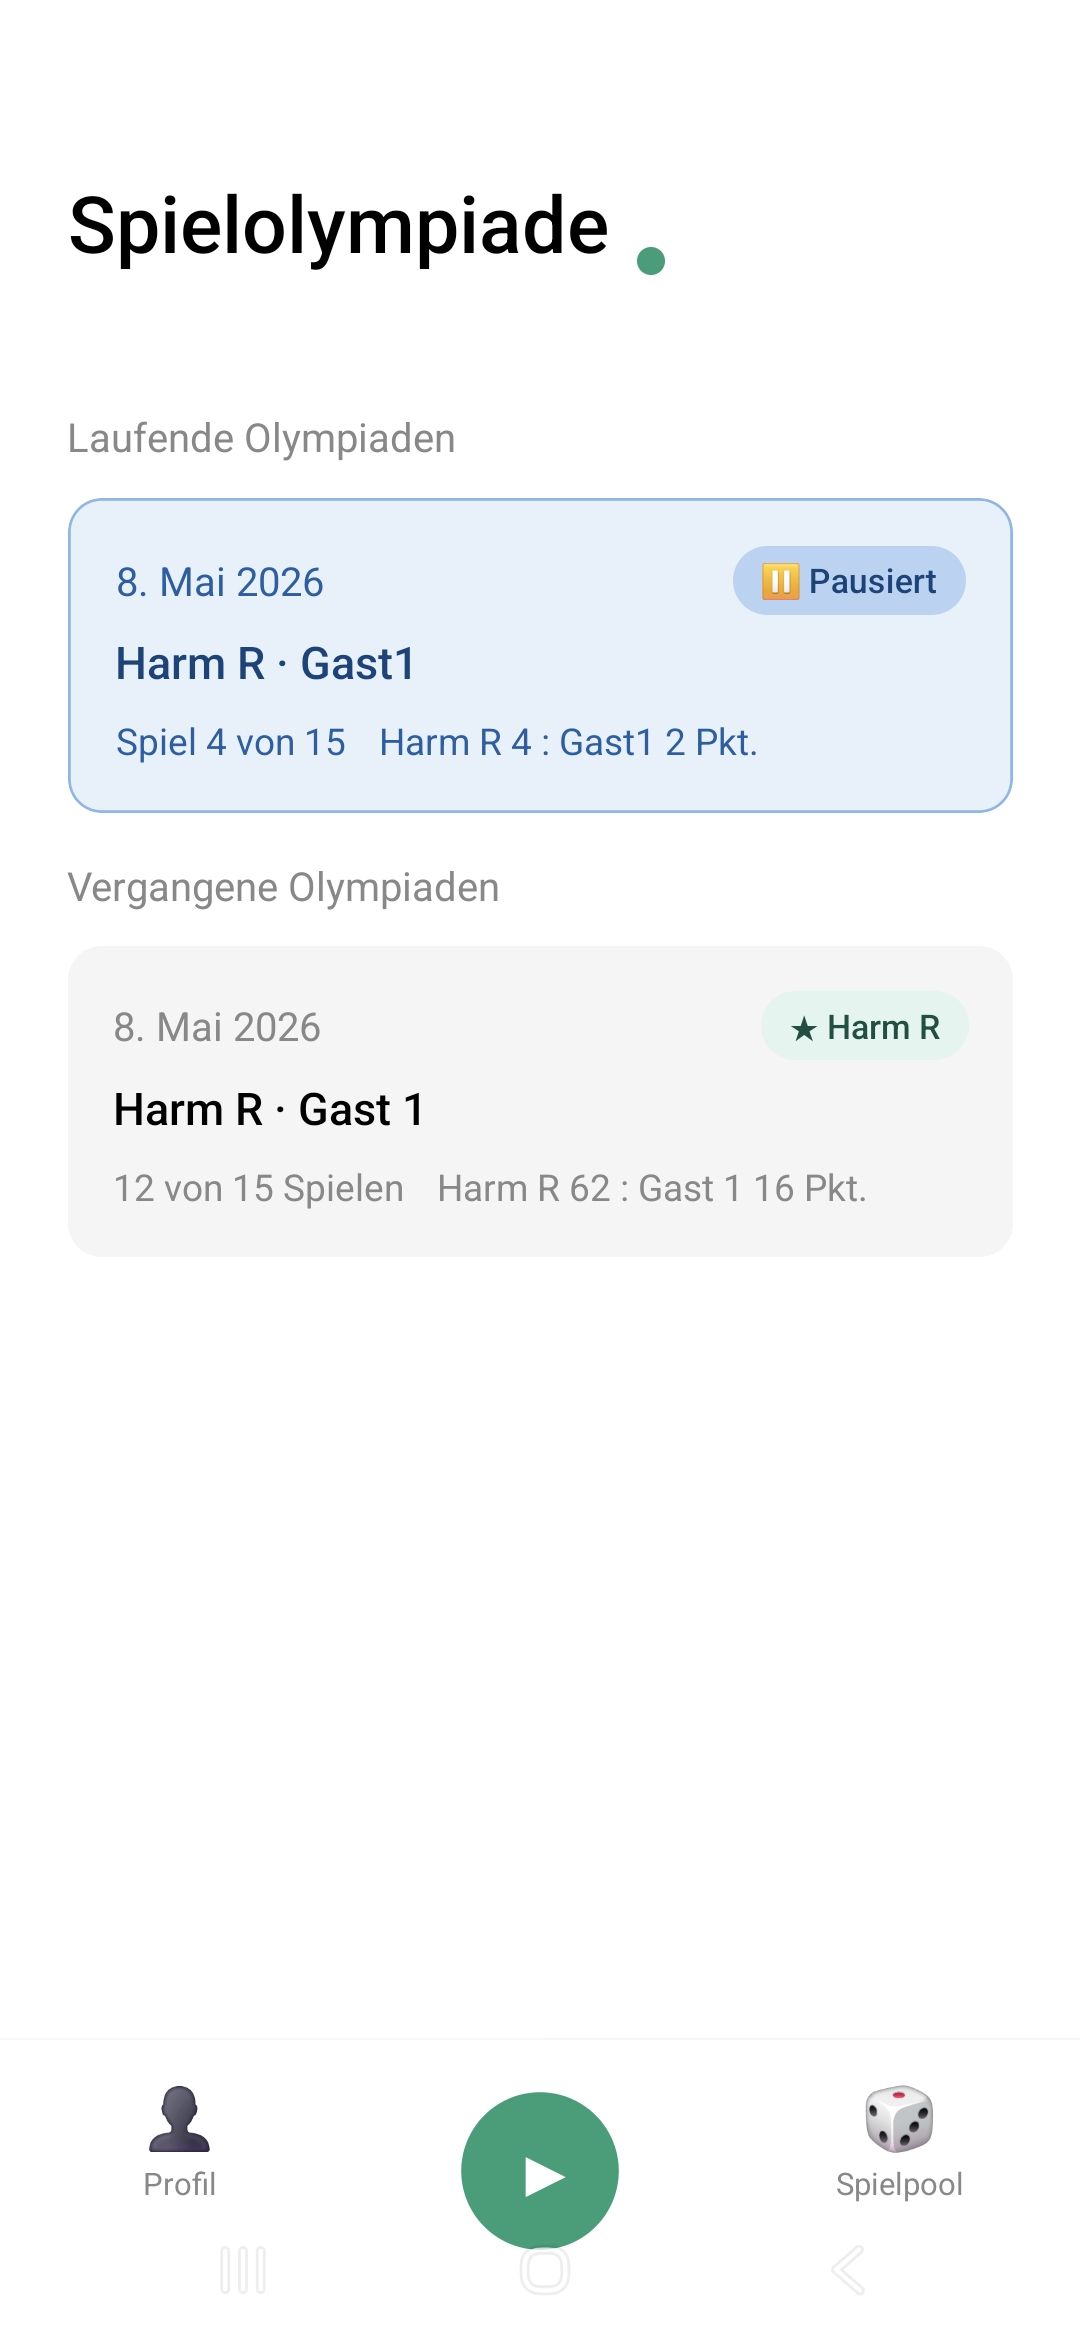 Spielolympiade
Laufende Olympiaden
8. Mai 2026
Pausiert
Harm R · Gast1
Spiel 4 von 15 Harm R 4 : Gast1 2 Pkt.
Vergangene Olympiaden
8. Mai 2026
★ Harm R
Harm R · Gast 1
12 von 15 Spielen Harm R 62 : Gast 1 16 Pkt.
Profil
Spielpool